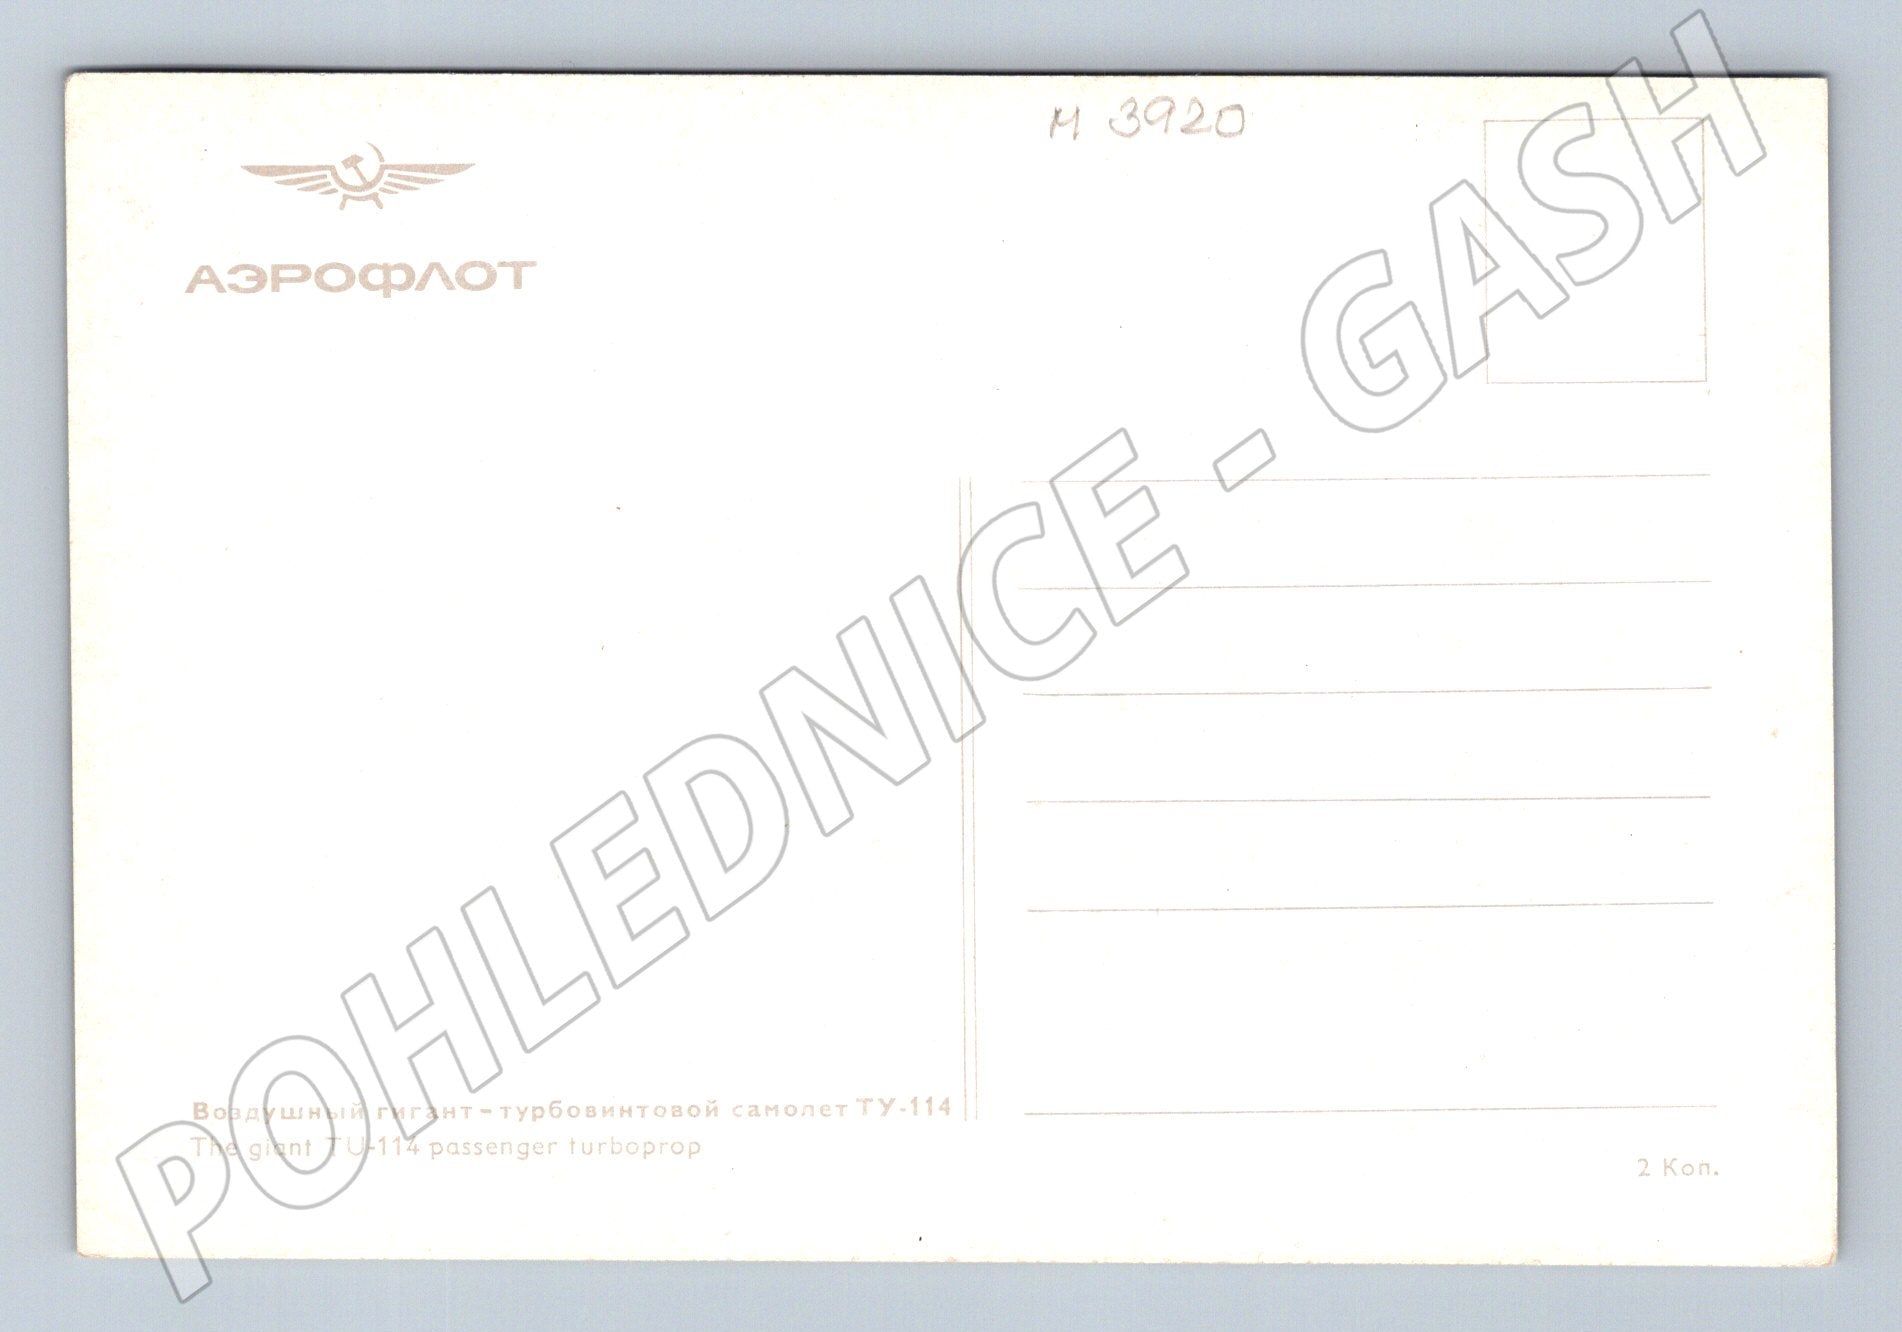 М 3920
АЭРОФЛОТ
POHLEDNICE - GASH
Воздушный гигант – турбовинтовой самолет ТУ-114
The giant TU-114 passenger turboprop
2 Коп.